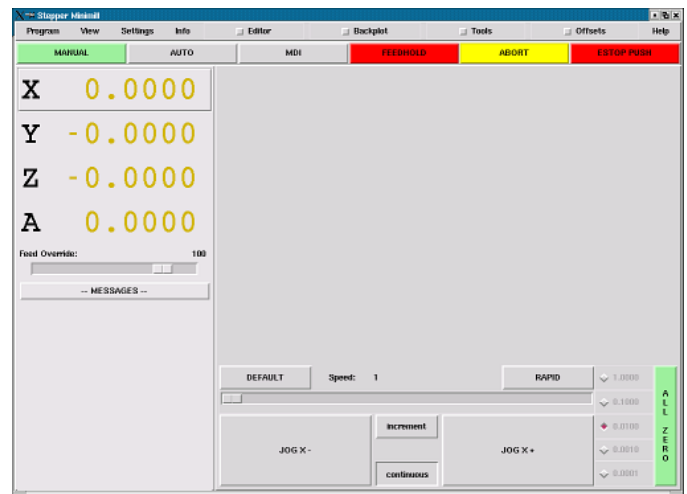 Stepper Minimill
Program View Settings Info Editor Backplot Tools Offsets Help
MANUAL AUTO MDI FEEDHOLD ABORT ESTOP PUSH
X 0.0000
Y -0.0000
Z -0.0000
A 0.0000
Feed Override: 100
-- MESSAGES --
DEFAULT Speed: 1 RAPID
1.0000
0.1000
0.0100
0.0010
0.0001
JOG X -
increment
continuous
JOG X +
ALL ZERO